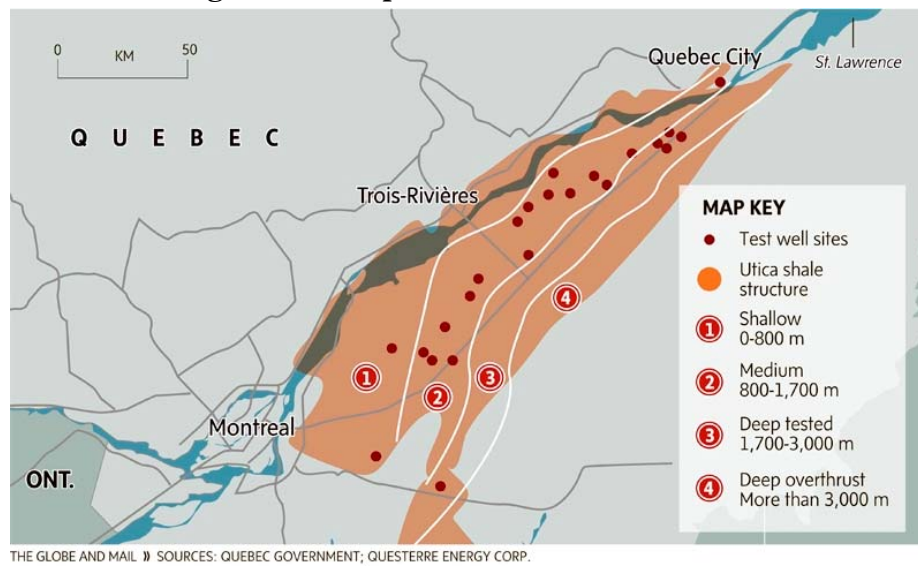 0 50
KM
Quebec City
St. Lawrence
QUEBEC
Trois-Rivières
Montreal
ONT.
1
2
3
4
MAP KEY
Test well sites
Utica shale
structure
1 Shallow
0-800 m
2 Medium
800-1,700 m
3 Deep tested
1,700-3,000 m
4 Deep overthrust
More than 3,000 m
THE GLOBE AND MAIL » SOURCES: QUEBEC GOVERNMENT; QUESTERRE ENERGY CORP.